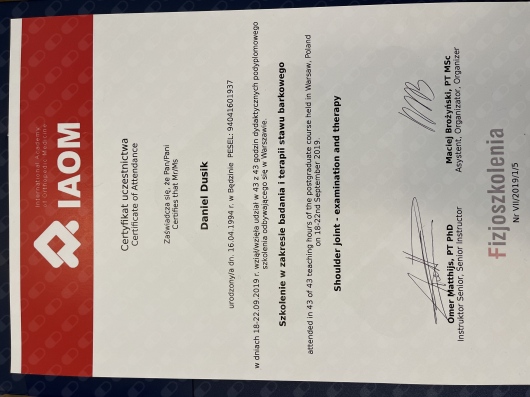 International Academy
of Orthopedic Medicine
IAOM
Certyfikat uczestnictwa
Certificate of Attendance
Zaświadcza się, że Pan/Pani
Certifies that Mr/Ms
Daniel Dusik
urodzony/a dn. 16.04.1994 r. w Będzinie PESEL: 94041601937
w dniach 18-22.09.2019 r. wziął/wzięła udział w 43 z 43 godzin dydaktycznych podyplomowego
szkolenia odbywającego się w Warszawie.
Szkolenie w zakresie badania i terapii stawu barkowego
attended in 43 of 43 teaching hours of the postgraduate course held in Warsaw, Poland
on 18-22nd September 2019.
Shoulder joint - examination and therapy
Omer Matthijs, PT PhD
Instruktor Senior, Senior Instructor
Maciej Brożyński, PT MSc
Asystent, Organizator, Organizer
Fizjoszkolenia
Nr VII/2019/1/5